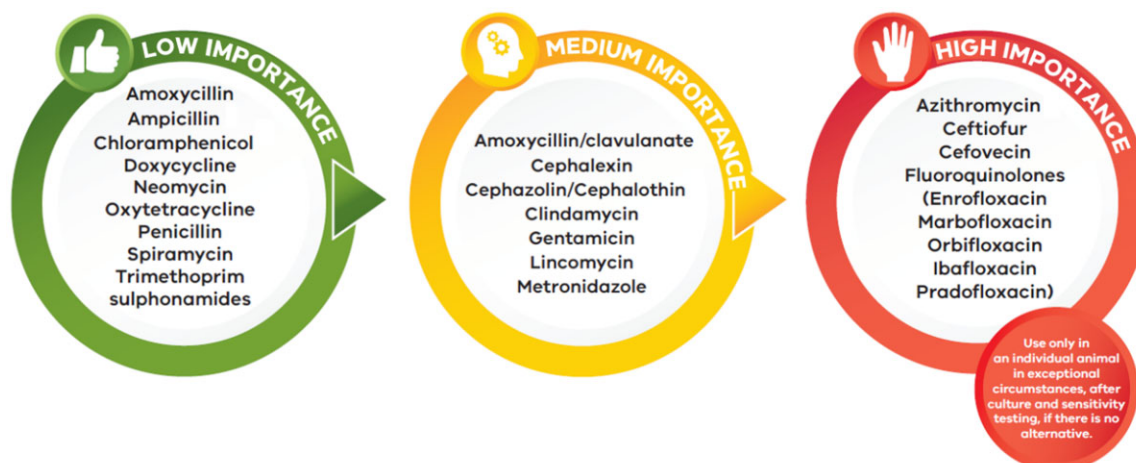 LOW IMPORTANCE
Amoxycillin
Ampicillin
Chloramphenicol
Doxycycline
Neomycin
Oxytetracycline
Penicillin
Spiramycin
Trimethoprim
sulphonamides
MEDIUM IMPORTANCE
Amoxycillin/clavulanate
Cephalexin
Cephazolin/Cephalothin
Clindamycin
Gentamicin
Lincomycin
Metronidazole
HIGH IMPORTANCE
Azithromycin
Ceftiofur
Cefovecin
Fluoroquinolones
(Enrofloxacin
Marbofloxacin
Orbifloxacin
Ibafloxacin
Pradofloxacin)
Use only in
an individual animal
in exceptional
circumstances, after
culture and sensitivity
testing, if there is no
alternative.